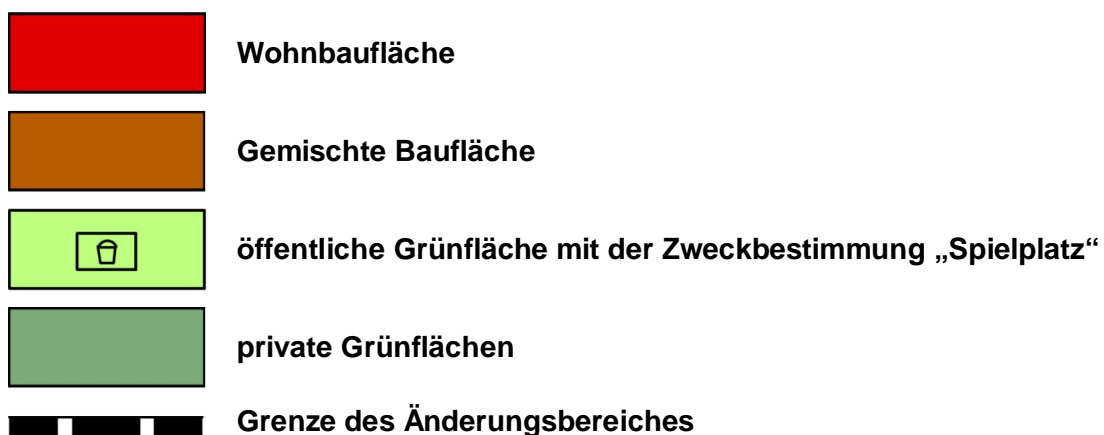 Wohnbaufläche
Gemischte Baufläche
öffentliche Grünfläche mit der Zweckbestimmung „Spielplatz“
private Grünflächen
Grenze des Änderungsbereiches